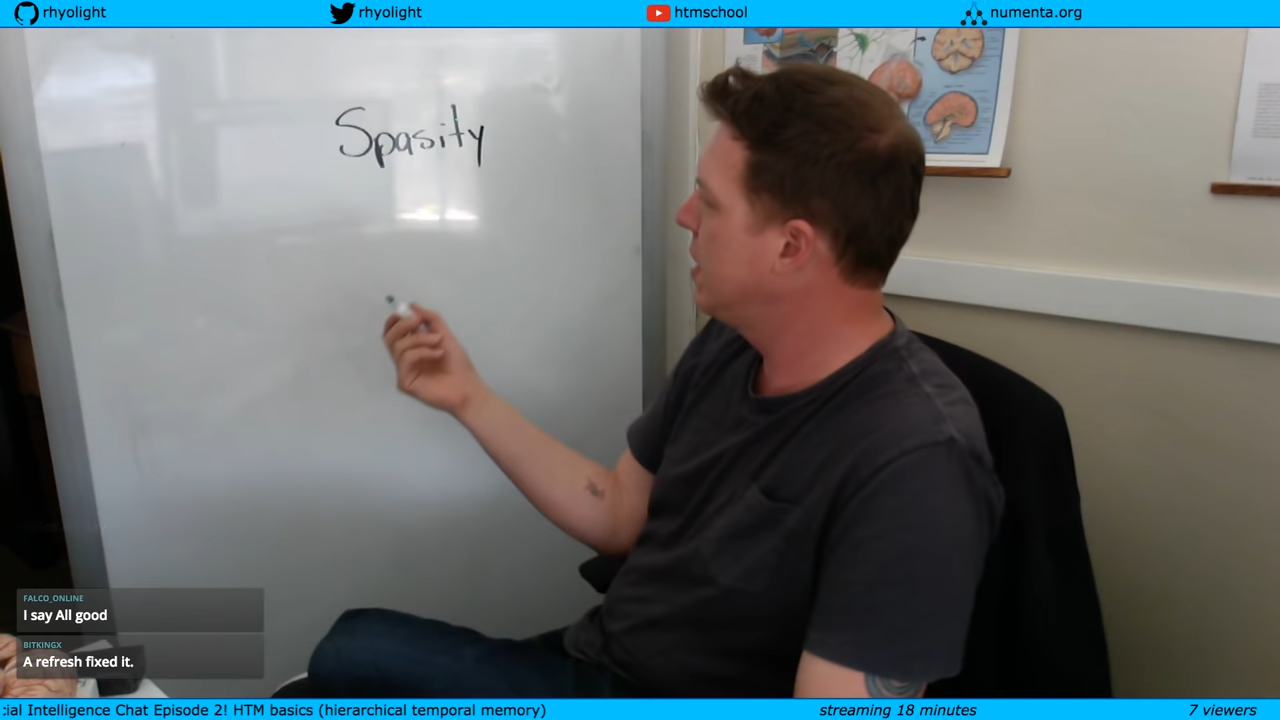 rhyolight
rhyolight
htmschool
numenta.org
Spasity
FALCO_ONLINE
I say All good
BITKINGX
A refresh fixed it.
:ial Intelligence Chat Episode 2! HTM basics (hierarchical temporal memory)
streaming 18 minutes
7 viewers